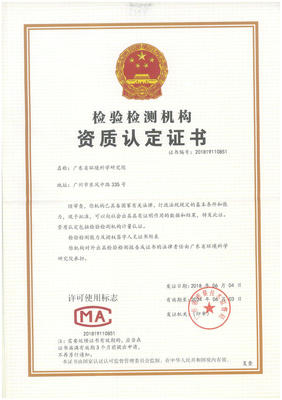 检验检测机构
资质认定证书
证书编号：201819110851
名称：广东省环境科学研究院
地址：广州市东风中路335号
经审查，你机构已具备国家有关法律、行政法规规定的基本条件和能
力，现予批准，可以向社会出具具有证明作用的数据和结果，特发此证。
资质认定包括检验检测机构计量认证。
检验检测能力及授权签字人见证书附表
你机构对外出具检验检测报告或证书的法律责任由广东省环境科学
研究院承担。
许可使用标志
MA
201819110851
发证日期：2018年06月04日
有效期至：2024年06月03日
发证机关：（印章）
注：需要延续证书有效期的，应当在
证书届满有效期3个月前提出申请，
不再另行通知。
本证书由国家认证认可监督管理委员会监制，在中华人民共和国境内有效。
复查